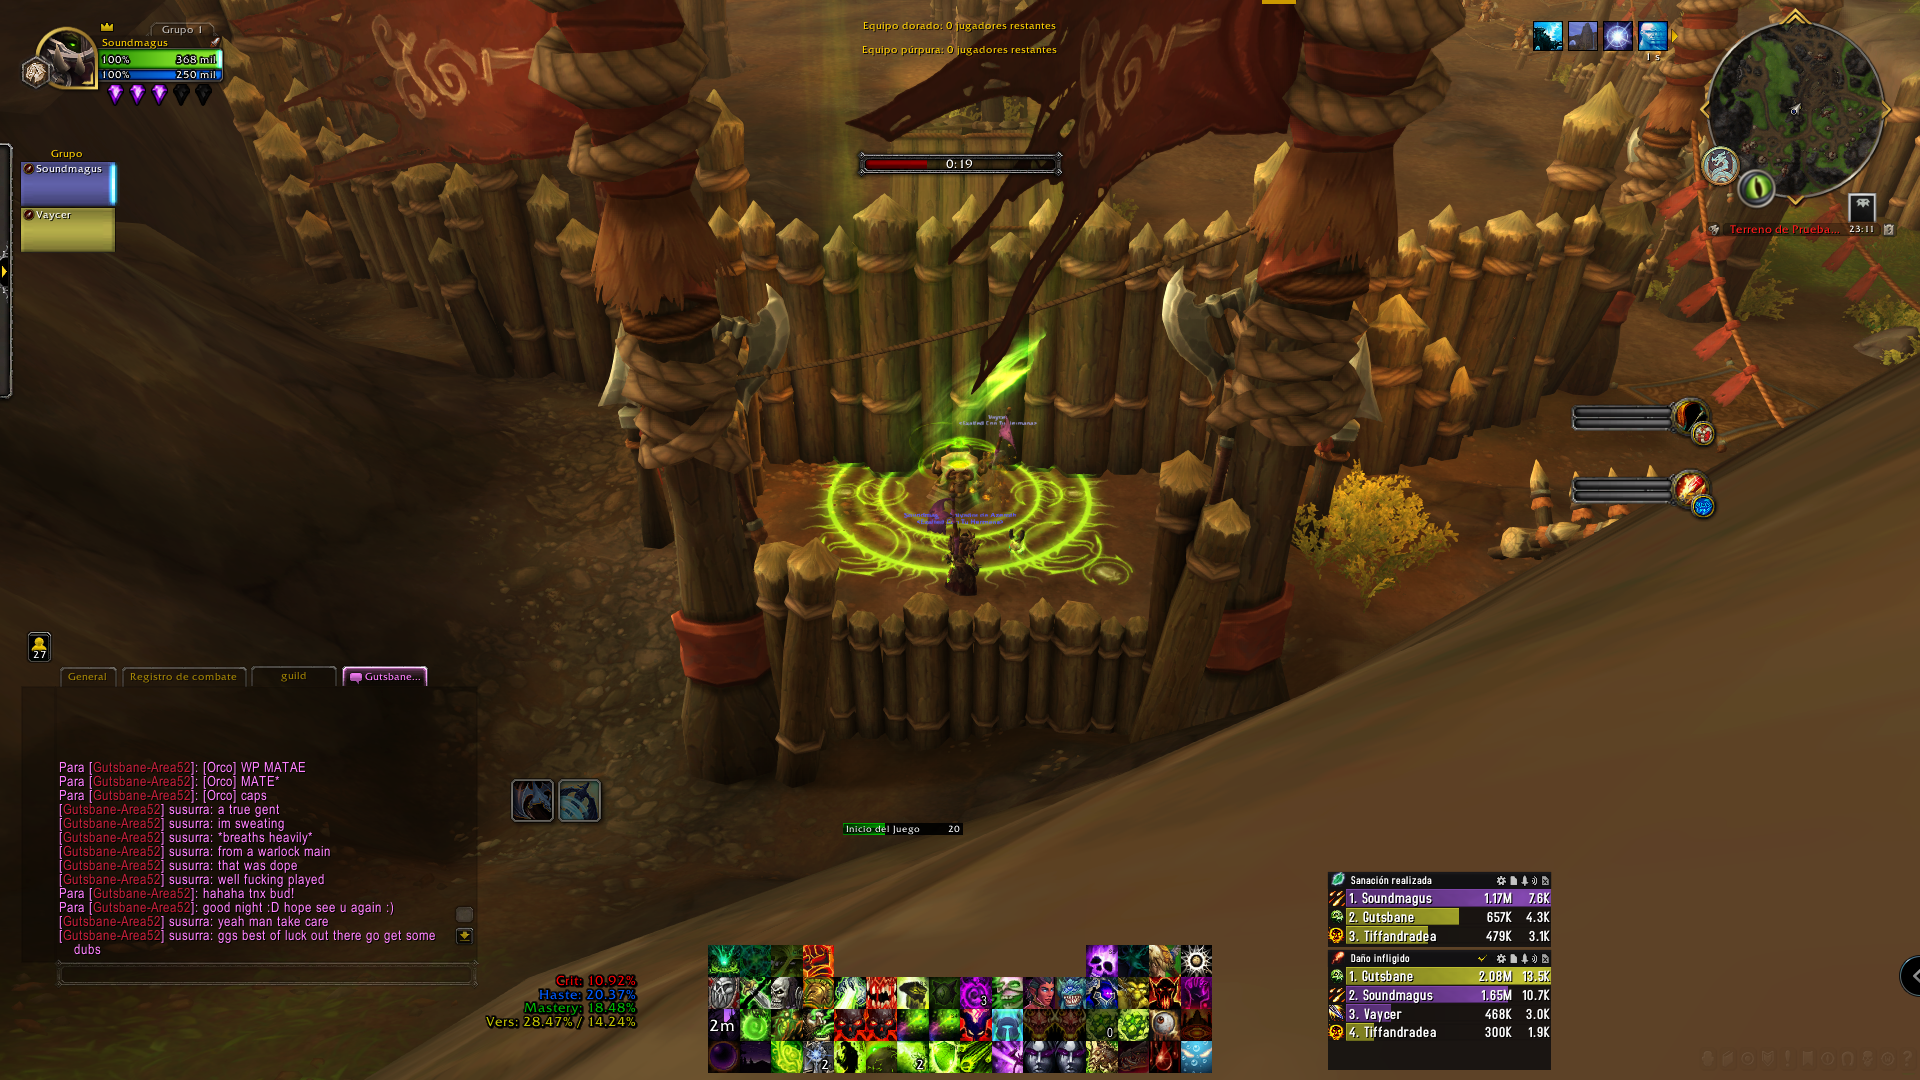 Grupo 1
Soundmagus
100% 368 mil
100% 250 mil
Equipo dorado: 0 jugadores restantes
Equipo púrpura: 0 jugadores restantes
0:19
1 s
Terreno de Prueba... 23:11
Grupo
Soundmagus
Vaycer
27
General
Registro de combate
guild
Gutsbane...
Para [Gutsbane-Area52]: [Orco] WP MATAE
Para [Gutsbane-Area52]: [Orco] MATE*
Para [Gutsbane-Area52]: [Orco] caps
[Gutsbane-Area52] susurra: a true gent
[Gutsbane-Area52] susurra: im sweating
[Gutsbane-Area52] susurra: *breaths heavily*
[Gutsbane-Area52] susurra: from a warlock main
[Gutsbane-Area52] susurra: that was dope
[Gutsbane-Area52] susurra: well fucking played
Para [Gutsbane-Area52]: hahaha tnx bud!
Para [Gutsbane-Area52]: good night :D hope see u again :)
[Gutsbane-Area52] susurra: yeah man take care
[Gutsbane-Area52] susurra: ggs best of luck out there go get some
dubs
Inicio del Juego 20
Crit: 10.92%
Haste: 20.37%
Mastery: 18.48%
Vers: 28.47% / 14.24%
3
2m
0
2
2
Sanación realizada
1. Soundmagus 1.17M 7.6K
2. Gutsbane 657K 4.3K
3. Tiffandradea 479K 3.1K
Daño infligido
1. Gutsbane 2.08M 13.5K
2. Soundmagus 1.65M 10.7K
3. Vaycer 468K 3.0K
4. Tiffandradea 300K 1.9K